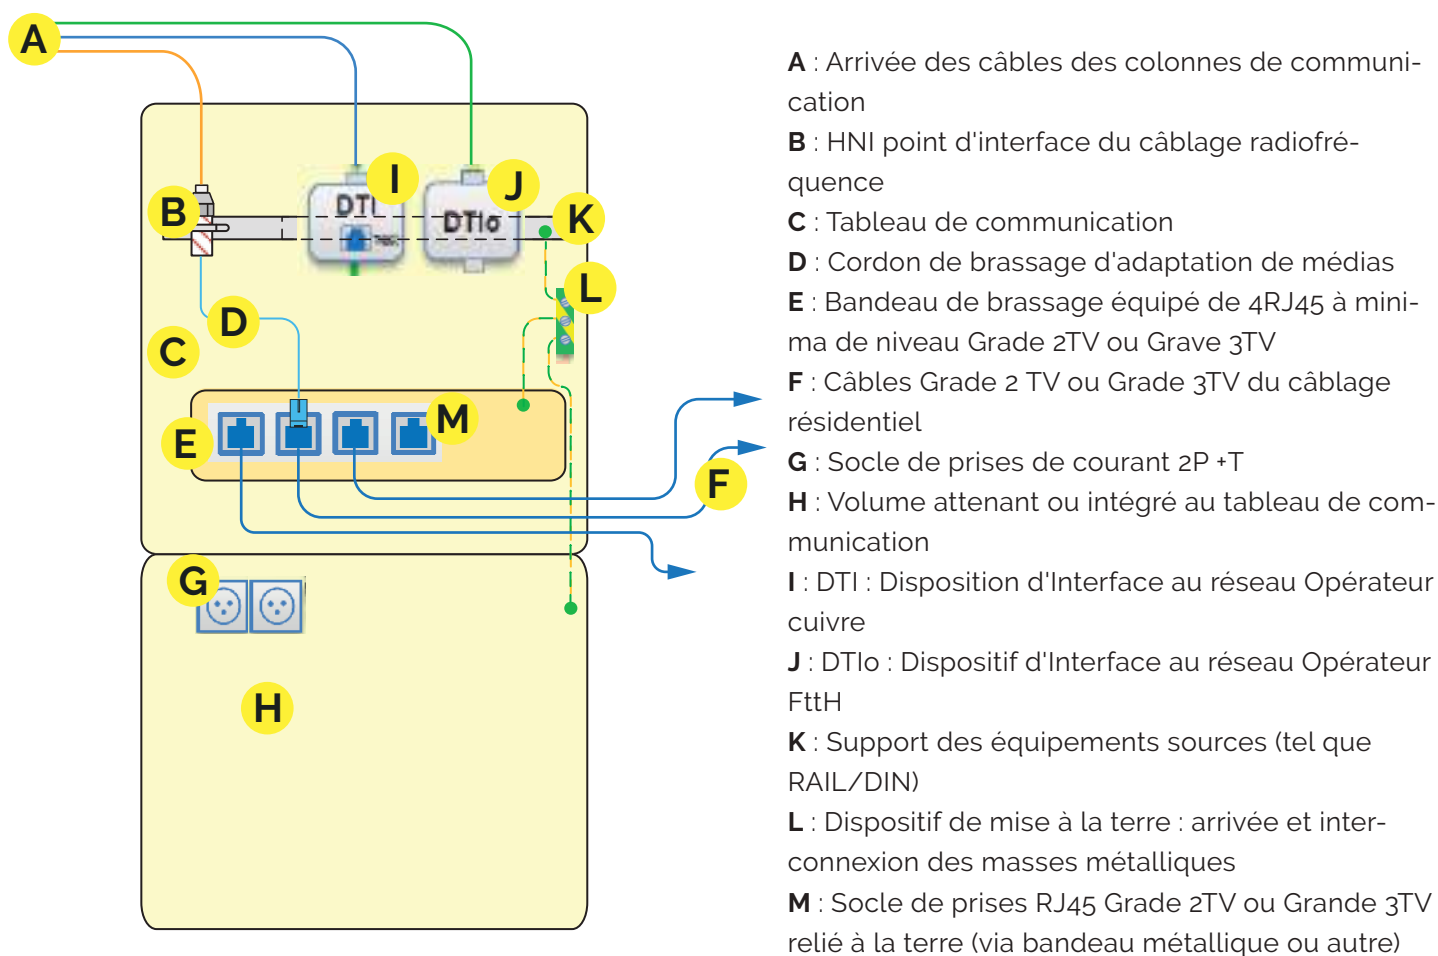 A
A : Arrivée des câbles des colonnes de communi-
cation
B : HNI point d'interface du câblage radiofré-
quence
C : Tableau de communication
D : Cordon de brassage d'adaptation de médias
E : Bandeau de brassage équipé de 4RJ45 à mini-
ma de niveau Grade 2TV ou Grave 3TV
F : Câbles Grade 2 TV ou Grade 3TV du câblage
résidentiel
G : Socle de prises de courant 2P +T
H : Volume attenant ou intégré au tableau de com-
munication
I : DTI : Disposition d'Interface au réseau Opérateur
cuivre
J : DTIo : Dispositif d'Interface au réseau Opérateur
FttH
K : Support des équipements sources (tel que
RAIL/DIN)
L : Dispositif de mise à la terre : arrivée et inter-
connexion des masses métalliques
M : Socle de prises RJ45 Grade 2TV ou Grande 3TV
relié à la terre (via bandeau métallique ou autre)
I
J
B
DTI
DTIo
K
L
D
C
M
E
F
G
H